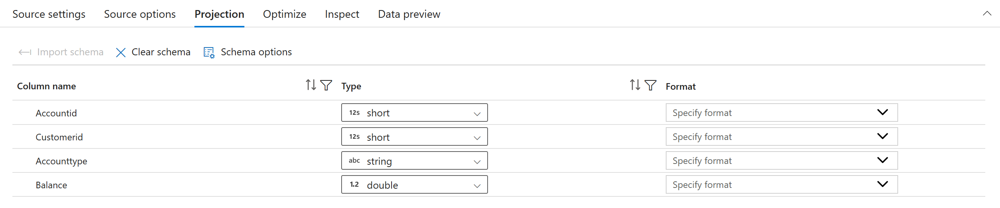 Source settings Source options Projection Optimize Inspect Data preview
Import schema Clear schema Schema options
Column name Type Format
Accountid 12s short Specify format
Customerid 12s short Specify format
Accounttype abc string Specify format
Balance 1.2 double Specify format